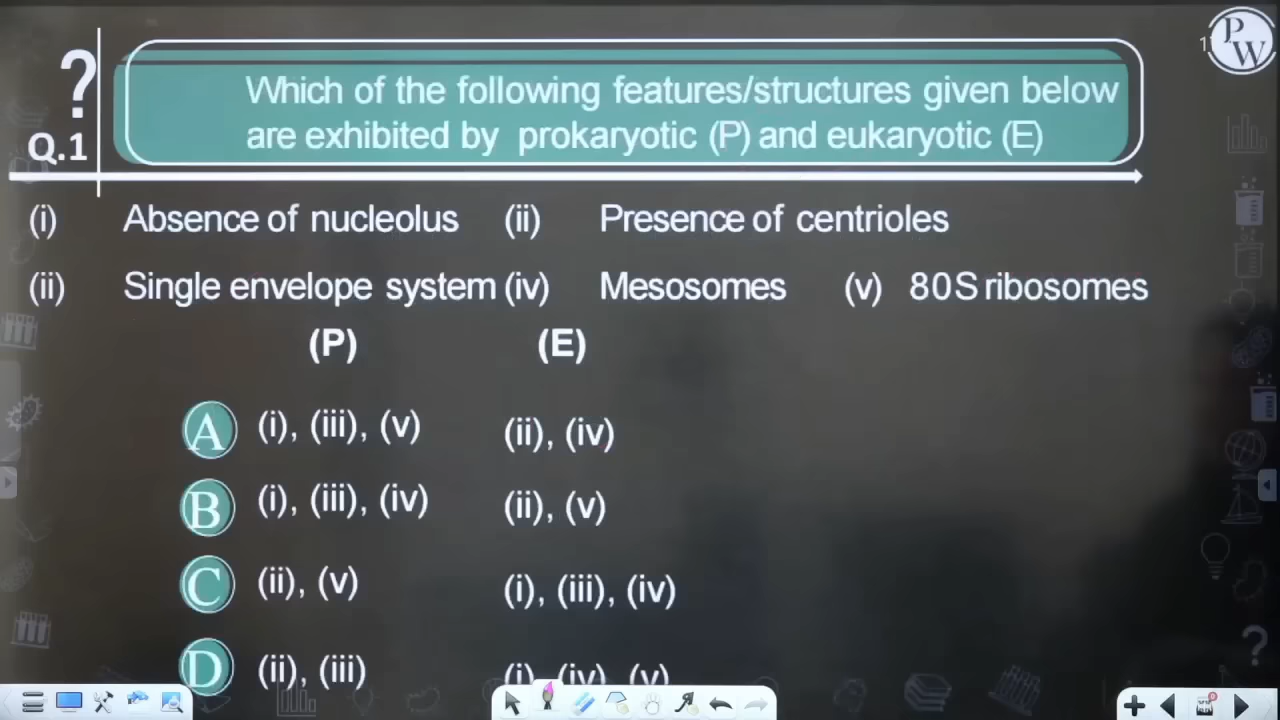 ?
Q.1
Which of the following features/structures given below
are exhibited by prokaryotic (P) and eukaryotic (E)
PW
(i) Absence of nucleolus (ii) Presence of centrioles
(ii) Single envelope system (iv) Mesosomes (v) 80S ribosomes
(P) (E)
A (i), (iii), (v) (ii), (iv)
B (i), (iii), (iv) (ii), (v)
C (ii), (v) (i), (iii), (iv)
D (ii), (iii) (i), (iv), (v)